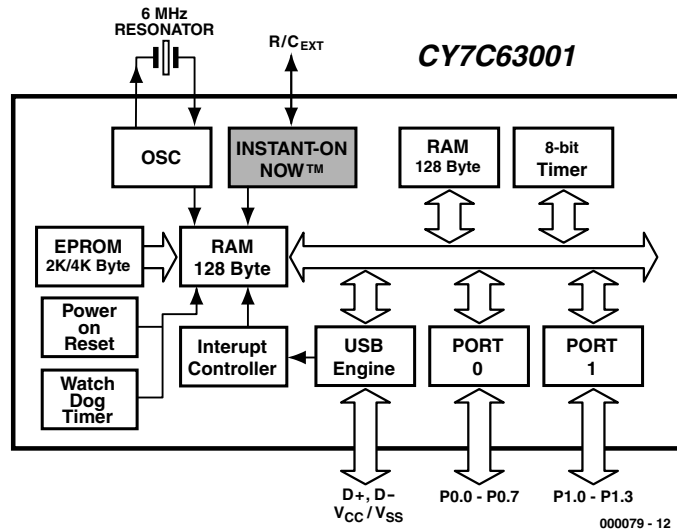 6 MHz
RESONATOR
R/CEXT
CY7C63001
OSC
INSTANT-ON
NOW™
RAM
128 Byte
8-bit
Timer
EPROM
2K/4K Byte
RAM
128 Byte
Power
on
Reset
Interupt
Controller
USB
Engine
PORT
0
PORT
1
Watch
Dog
Timer
D+, D–
VCC / VSS
P0.0 - P0.7
P1.0 - P1.3
000079 - 12